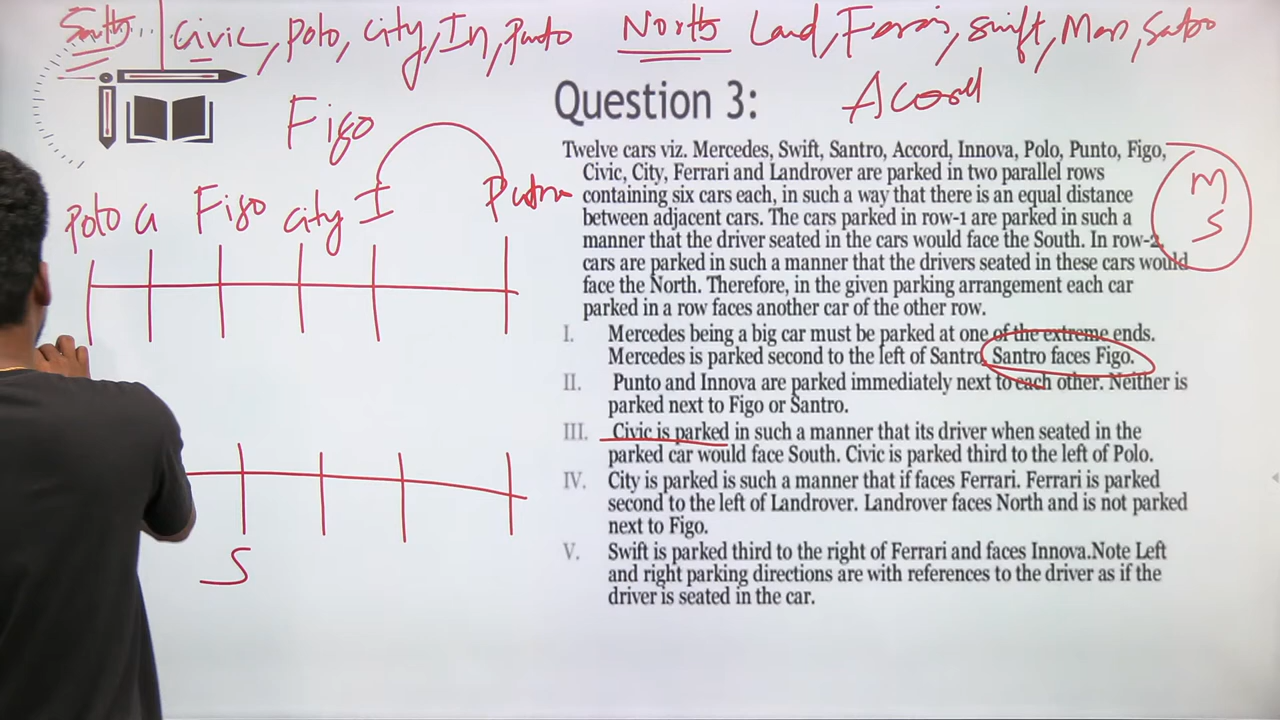 South Civic, Polo, City, In, Punto North Land, Ferrari, Swift, Mer, Santro
Accord
Question 3:
Figo
Twelve cars viz. Mercedes, Swift, Santro, Accord, Innova, Polo, Punto, Figo,
Civic, City, Ferrari and Landrover are parked in two parallel rows
containing six cars each, in such a way that there is an equal distance
between adjacent cars. The cars parked in row-1 are parked in such a
manner that the driver seated in the cars would face the South. In row-2,
cars are parked in such a manner that the drivers seated in these cars would
face the North. Therefore, in the given parking arrangement each car
parked in a row faces another car of the other row.
M
S
Polo a Figo City I Punto
I. Mercedes being a big car must be parked at one of the extreme ends.
Mercedes is parked second to the left of Santro. Santro faces Figo.
II. Punto and Innova are parked immediately next to each other. Neither is
parked next to Figo or Santro.
III. Civic is parked in such a manner that its driver when seated in the
parked car would face South. Civic is parked third to the left of Polo.
IV. City is parked is such a manner that if faces Ferrari. Ferrari is parked
second to the left of Landrover. Landrover faces North and is not parked
next to Figo.
V. Swift is parked third to the right of Ferrari and faces Innova.Note Left
and right parking directions are with references to the driver as if the
driver is seated in the car.
S